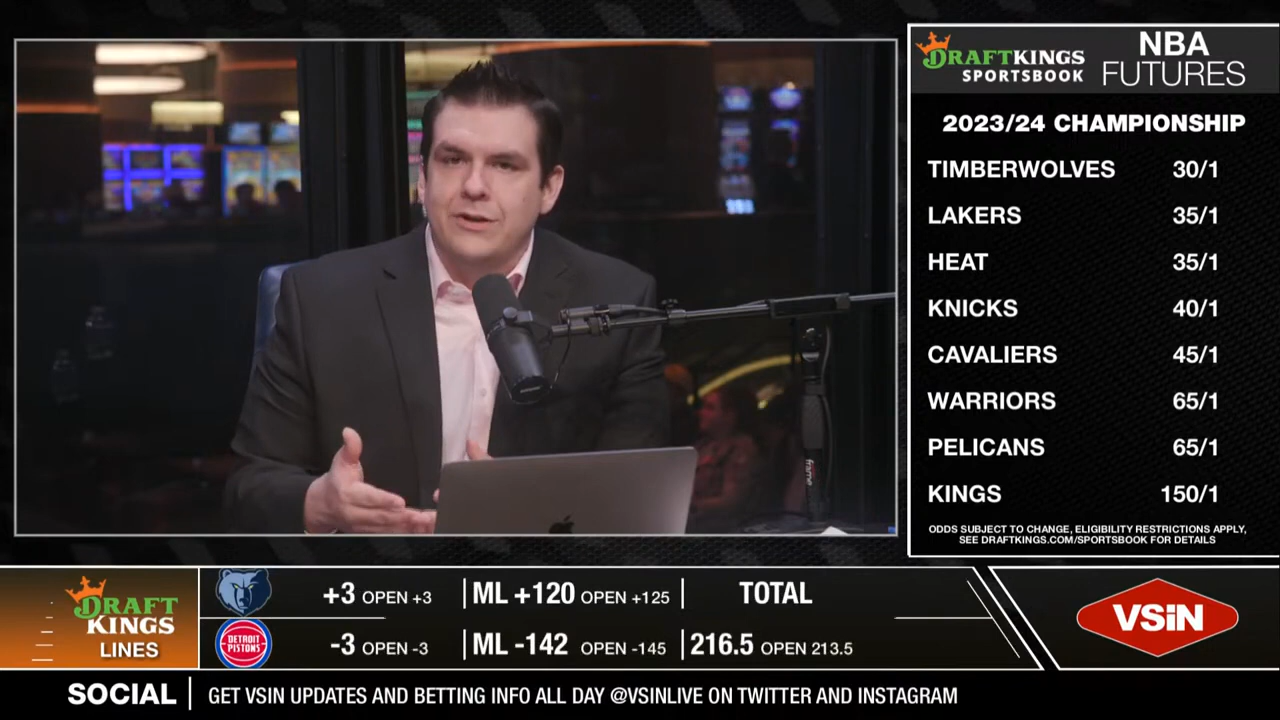 DRAFTKINGS
SPORTSBOOK
NBA
FUTURES
2023/24 CHAMPIONSHIP
TIMBERWOLVES 30/1
LAKERS 35/1
HEAT 35/1
KNICKS 40/1
CAVALIERS 45/1
WARRIORS 65/1
PELICANS 65/1
KINGS 150/1
ODDS SUBJECT TO CHANGE, ELIGIBILITY RESTRICTIONS APPLY,
SEE DRAFTKINGS.COM/SPORTSBOOK FOR DETAILS
frame
DRAFT
KINGS
LINES
+3 OPEN +3 ML +120 OPEN +125 TOTAL
DETROIT
PISTONS
-3 OPEN -3 ML -142 OPEN -145 216.5 OPEN 213.5
VSiN
SOCIAL GET VSIN UPDATES AND BETTING INFO ALL DAY @VSINLIVE ON TWITTER AND INSTAGRAM